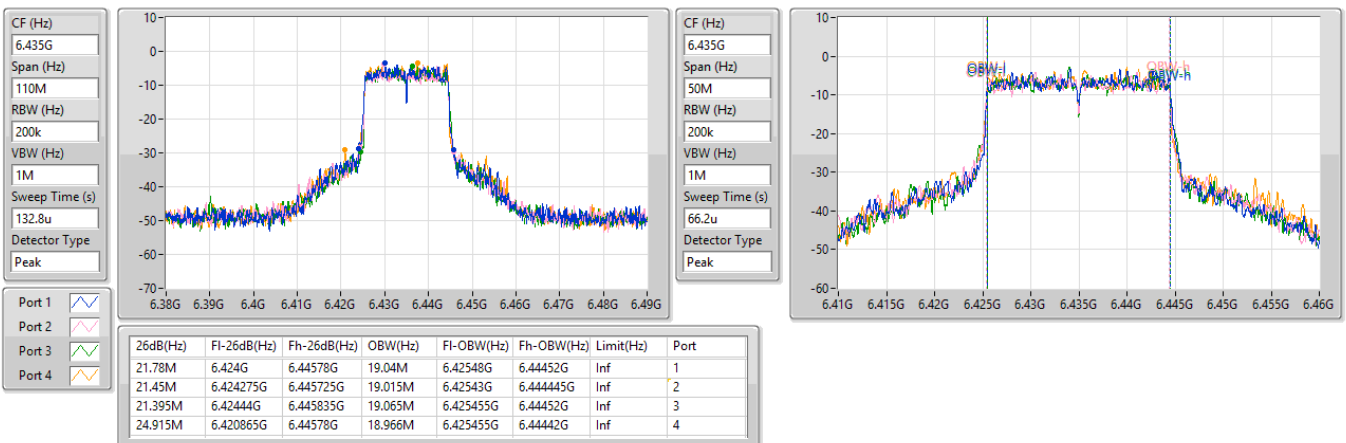 CF (Hz)
6.435G
Span (Hz)
110M
RBW (Hz)
200k
VBW (Hz)
1M
Sweep Time (s)
132.8u
Detector Type
Peak
10
0
-10
-20
-30
-40
-50
-60
-70
6.38G 6.39G 6.4G 6.41G 6.42G 6.43G 6.44G 6.45G 6.46G 6.47G 6.48G 6.49G
CF (Hz)
6.435G
Span (Hz)
50M
RBW (Hz)
200k
VBW (Hz)
1M
Sweep Time (s)
66.2u
Detector Type
Peak
10
0
-10
-20
-30
-40
-50
-60
OBW-l OBW-h
OBW-h
6.41G 6.415G 6.42G 6.425G 6.43G 6.435G 6.44G 6.445G 6.45G 6.455G 6.46G
Port 1
Port 2
Port 3
Port 4
26dB(Hz) Fl-26dB(Hz) Fh-26dB(Hz) OBW(Hz) Fl-OBW(Hz) Fh-OBW(Hz) Limit(Hz) Port
21.78M 6.424G 6.44578G 19.04M 6.42548G 6.44452G Inf 1
21.45M 6.424275G 6.445725G 19.015M 6.42543G 6.444445G Inf 2
21.395M 6.42444G 6.445835G 19.065M 6.425455G 6.44452G Inf 3
24.915M 6.420865G 6.44578G 18.966M 6.425455G 6.44442G Inf 4